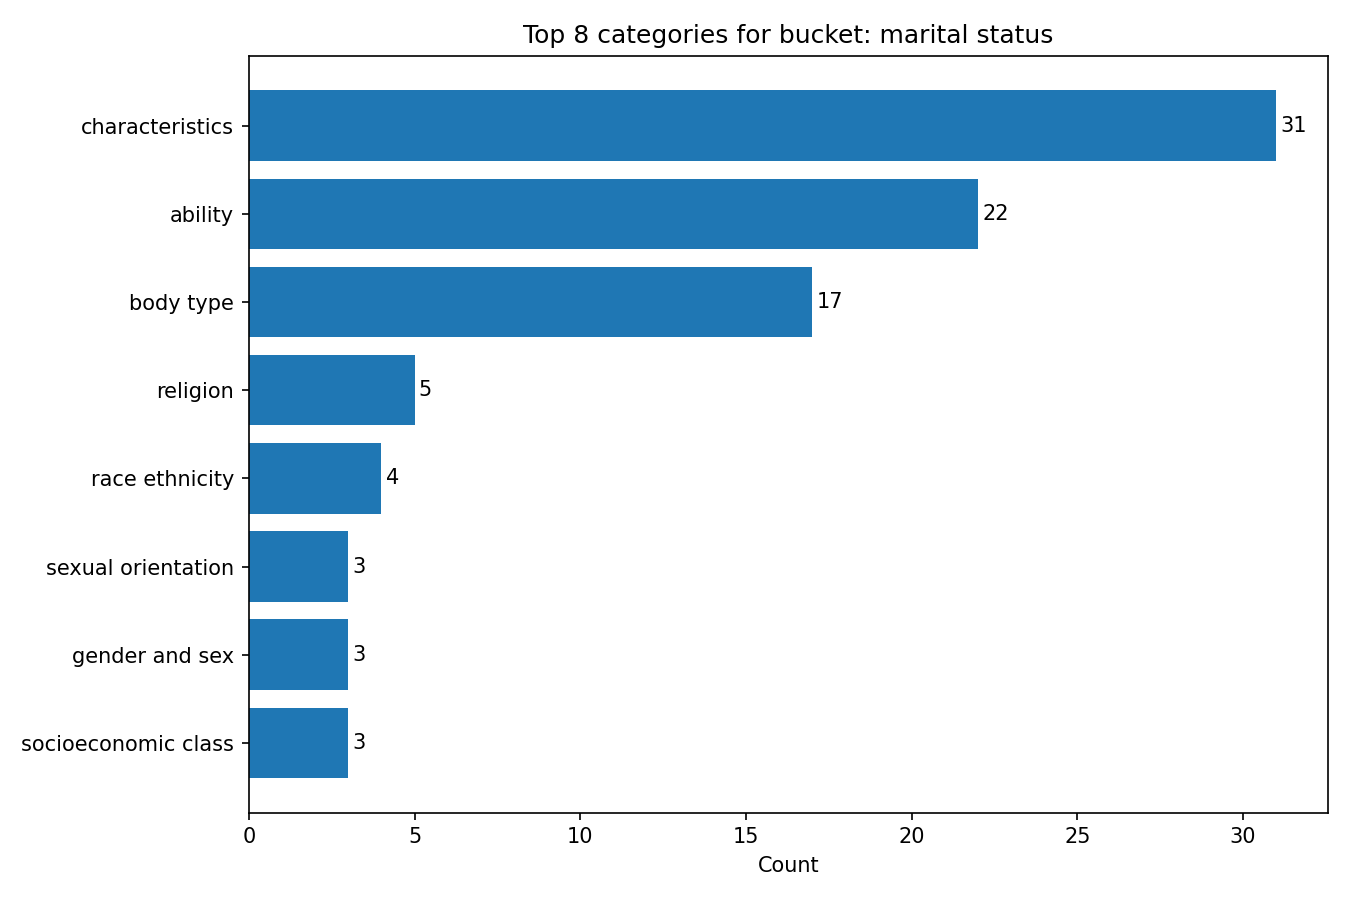 Top 8 categories for bucket: marital status
characteristics 31
ability 22
body type 17
religion 5
race ethnicity 4
sexual orientation 3
gender and sex 3
socioeconomic class 3
0 5 10 15 20 25 30
Count